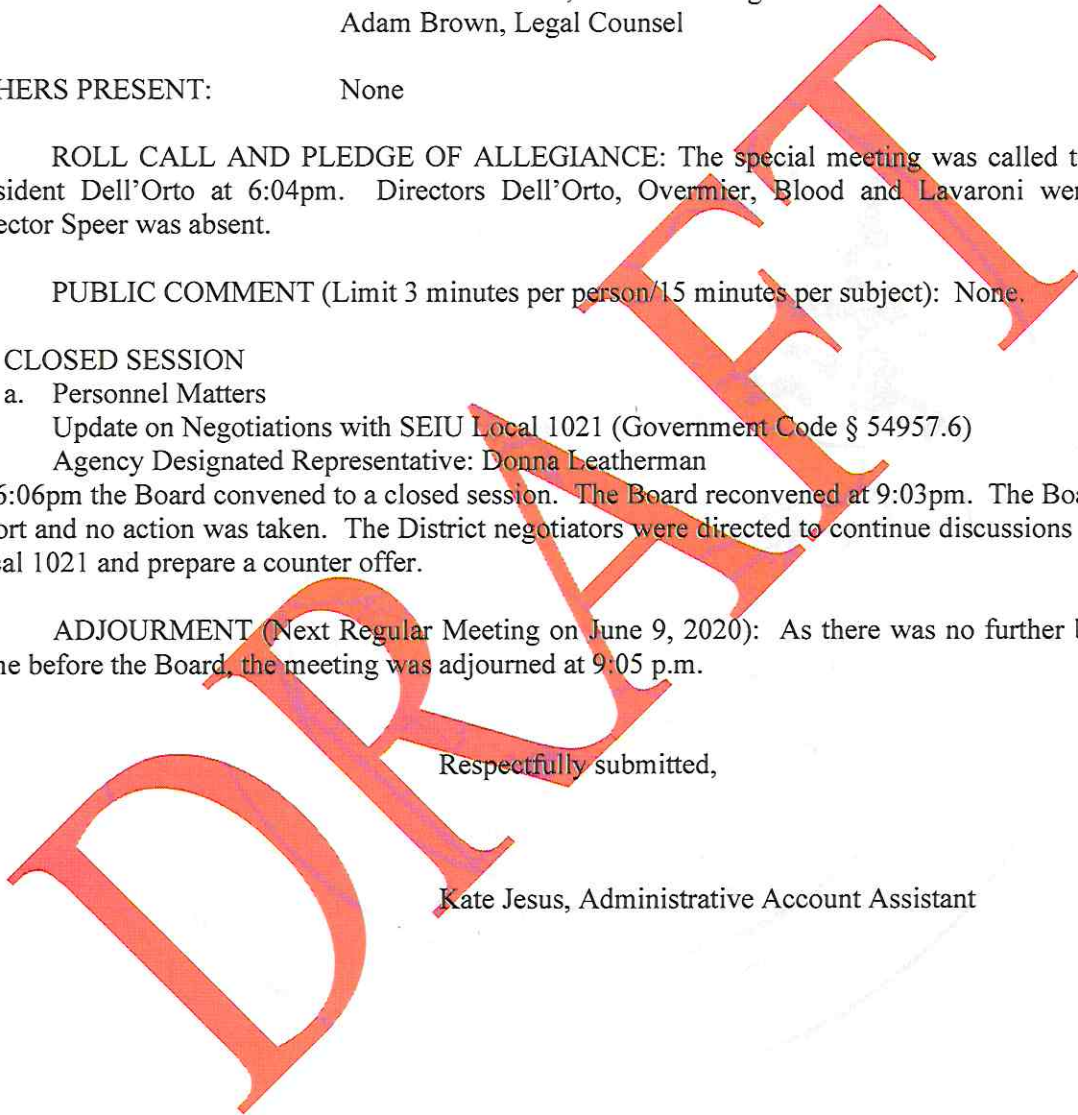 Adam Brown, Legal Counsel
HERS PRESENT: None
ROLL CALL AND PLEDGE OF ALLEGIANCE: The special meeting was called t
sident Dell'Orto at 6:04pm. Directors Dell'Orto, Overmier, Blood and Lavaroni wer
ector Speer was absent.
PUBLIC COMMENT (Limit 3 minutes per person/15 minutes per subject): None.
CLOSED SESSION
a. Personnel Matters
Update on Negotiations with SEIU Local 1021 (Government Code § 54957.6)
Agency Designated Representative: Donna Leatherman
6:06pm the Board convened to a closed session. The Board reconvened at 9:03pm. The Boa
ort and no action was taken. The District negotiators were directed to continue discussions
al 1021 and prepare a counter offer.
ADJOURMENT (Next Regular Meeting on June 9, 2020): As there was no further b
ne before the Board, the meeting was adjourned at 9:05 p.m.
Respectfully submitted,
Kate Jesus, Administrative Account Assistant
DRAFT